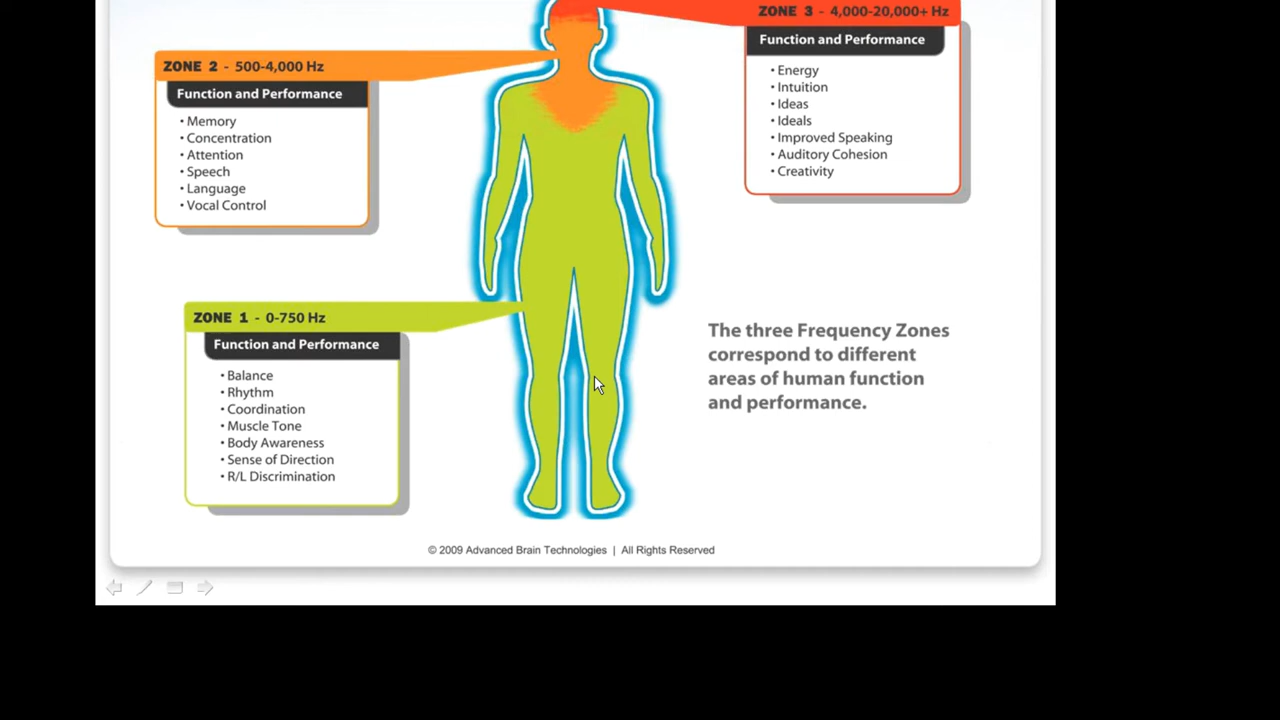 ZONE 3 - 4,000-20,000+ Hz
Function and Performance
• Energy
• Intuition
• Ideas
• Ideals
• Improved Speaking
• Auditory Cohesion
• Creativity
ZONE 2 - 500-4,000 Hz
Function and Performance
• Memory
• Concentration
• Attention
• Speech
• Language
• Vocal Control
ZONE 1 - 0-750 Hz
Function and Performance
• Balance
• Rhythm
• Coordination
• Muscle Tone
• Body Awareness
• Sense of Direction
• R/L Discrimination
The three Frequency Zones
correspond to different
areas of human function
and performance.
© 2009 Advanced Brain Technologies | All Rights Reserved